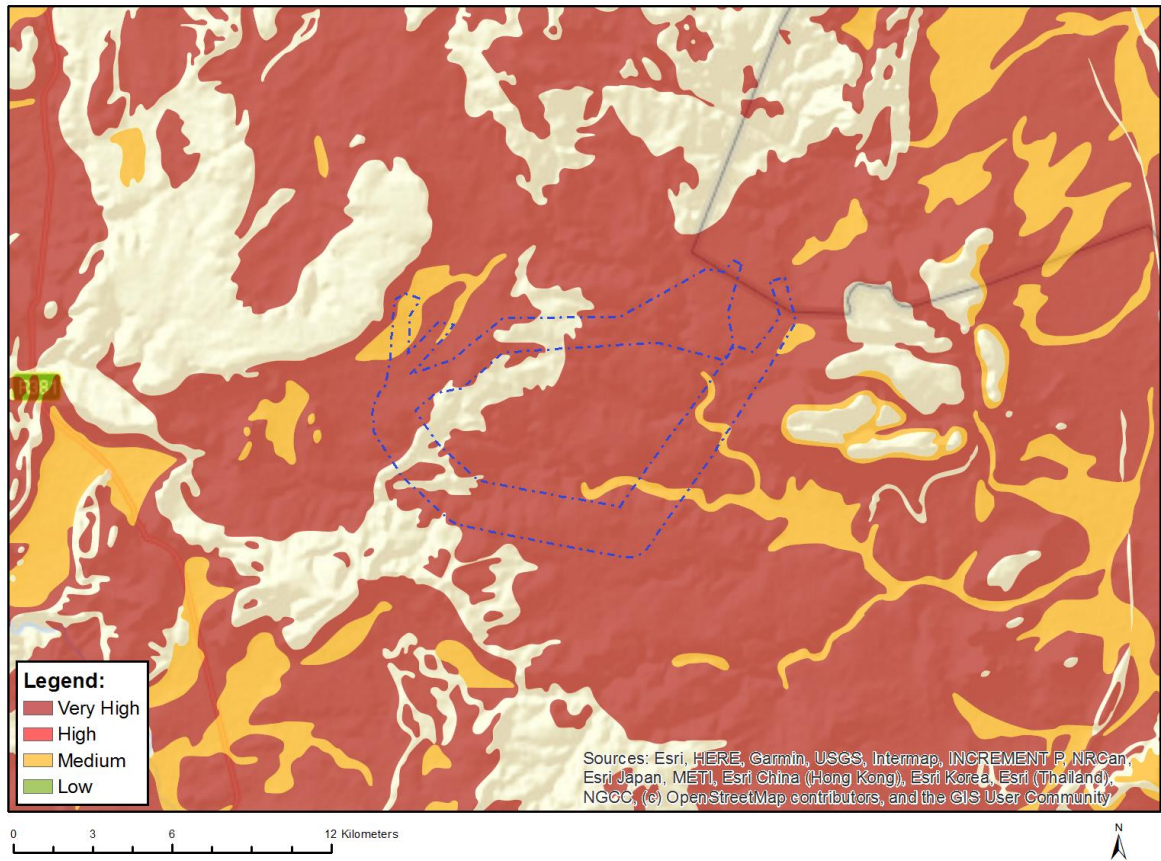 Legend:
Very High
High
Medium
Low
Sources: Esri, HERE, Garmin, USGS, Intermap, INCREMENT P, NRCan,
Esri Japan, METI, Esri China (Hong Kong), Esri Korea, Esri (Thailand),
NGCC, (c) OpenStreetMap contributors, and the GIS User Community
0 3 6 12 Kilometers
N